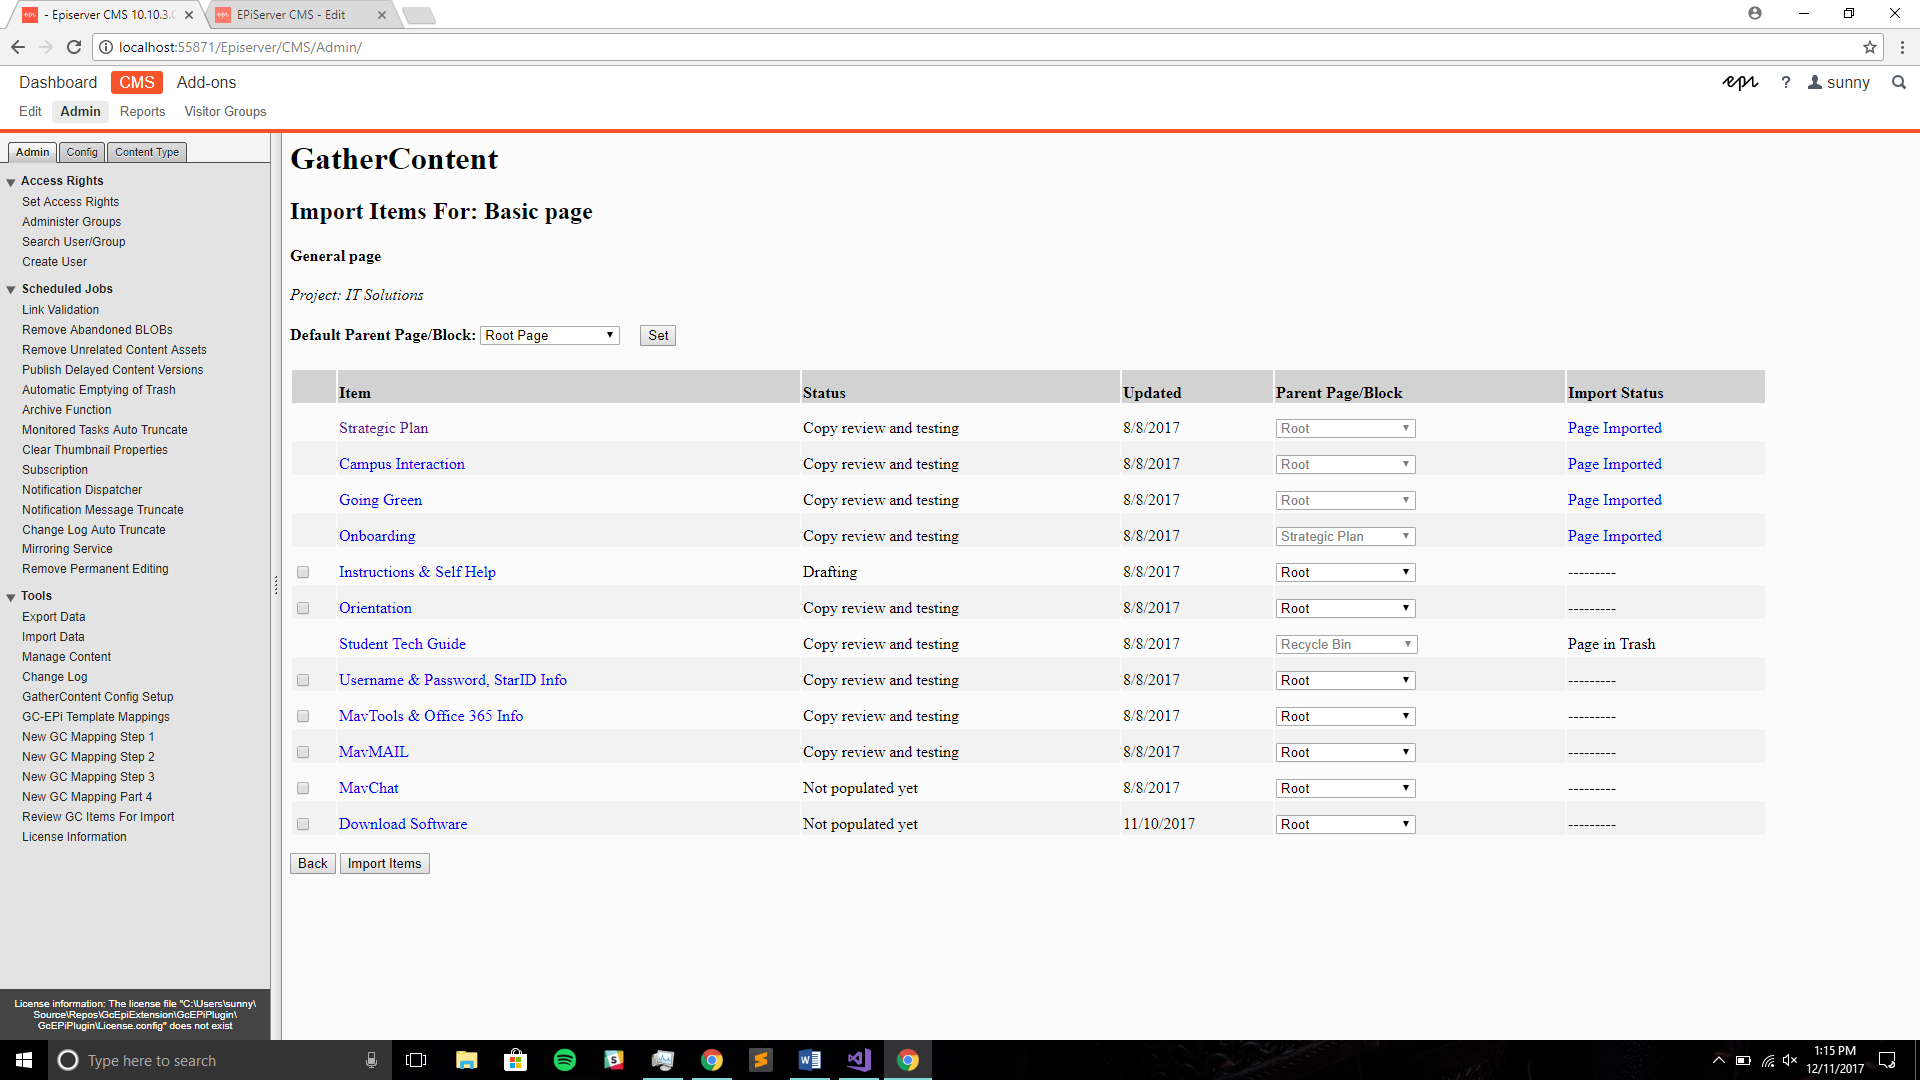 - Episerver CMS 10.10.3.0
EPiServer CMS - Edit
localhost:55871/Episerver/CMS/Admin/
Dashboard CMS Add-ons
epi ? sunny
Edit Admin Reports Visitor Groups
Admin Config Content Type
Access Rights
Set Access Rights
Administer Groups
Search User/Group
Create User
Scheduled Jobs
Link Validation
Remove Abandoned BLOBs
Remove Unrelated Content Assets
Publish Delayed Content Versions
Automatic Emptying of Trash
Archive Function
Monitored Tasks Auto Truncate
Clear Thumbnail Properties
Subscription
Notification Dispatcher
Notification Message Truncate
Change Log Auto Truncate
Mirroring Service
Remove Permanent Editing
Tools
Export Data
Import Data
Manage Content
Change Log
GatherContent Config Setup
GC-EPi Template Mappings
New GC Mapping Step 1
New GC Mapping Step 2
New GC Mapping Step 3
New GC Mapping Part 4
Review GC Items For Import
License Information
License information: The license file "C:\Users\sunny\
Source\Repos\GcEpiExtension\GcEPiPlugin\
GcEPiPlugin\License.config" does not exist
GatherContent
Import Items For: Basic page
General page
Project: IT Solutions
Default Parent Page/Block: Root Page Set
Item Status Updated Parent Page/Block Import Status
Strategic Plan Copy review and testing 8/8/2017 Root Page Imported
Campus Interaction Copy review and testing 8/8/2017 Root Page Imported
Going Green Copy review and testing 8/8/2017 Root Page Imported
Onboarding Copy review and testing 8/8/2017 Strategic Plan Page Imported
Instructions & Self Help Drafting 8/8/2017 Root ---------
Orientation Copy review and testing 8/8/2017 Root ---------
Student Tech Guide Copy review and testing 8/8/2017 Recycle Bin Page in Trash
Username & Password, StarID Info Copy review and testing 8/8/2017 Root ---------
MavTools & Office 365 Info Copy review and testing 8/8/2017 Root ---------
MavMAIL Copy review and testing 8/8/2017 Root ---------
MavChat Not populated yet 8/8/2017 Root ---------
Download Software Not populated yet 11/10/2017 Root ---------
Back Import Items
Type here to search
1:15 PM
12/11/2017